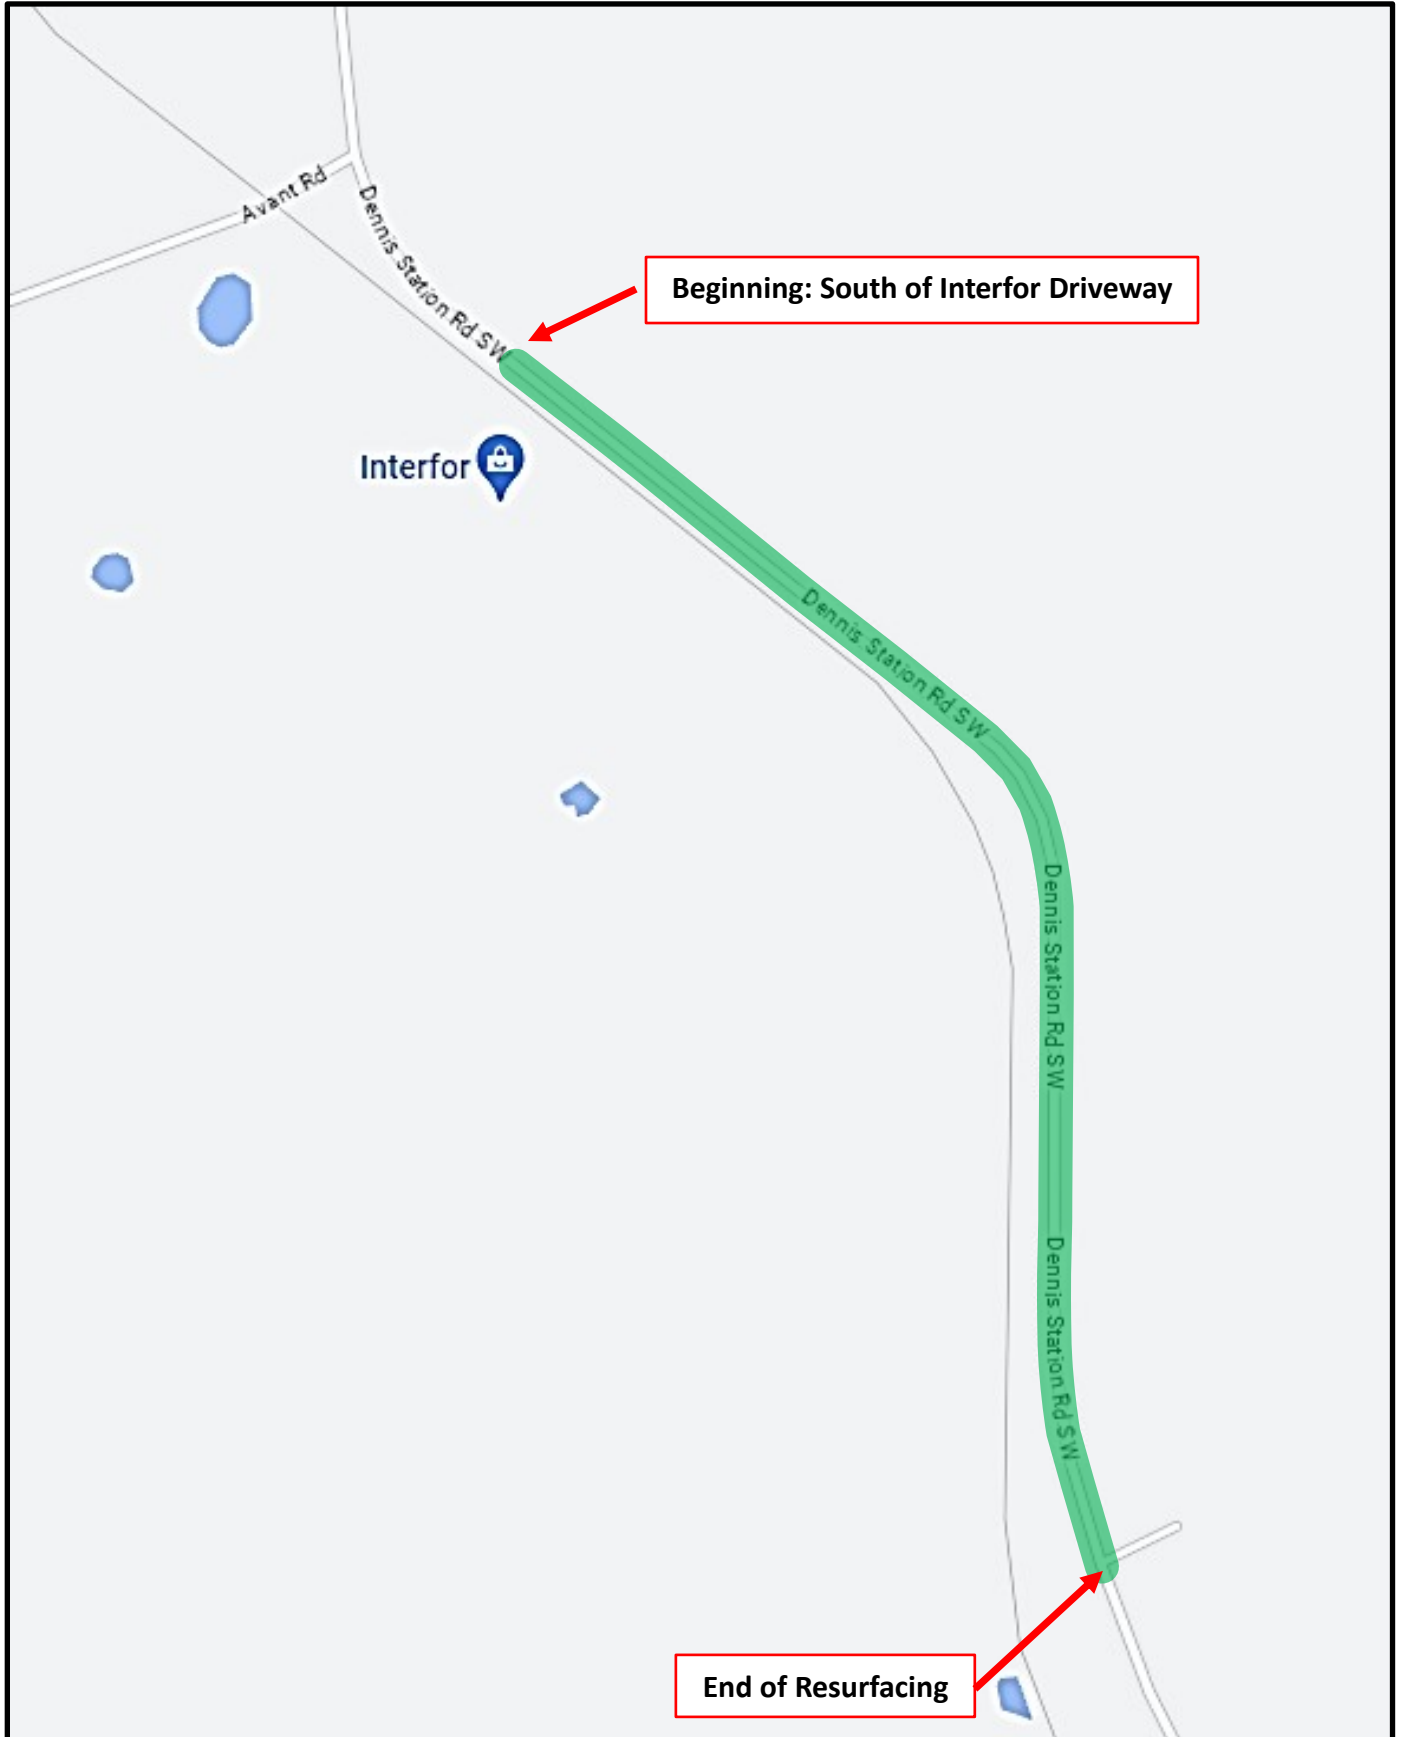 Avant Rd
Dennis Station Rd SW
Beginning: South of Interfor Driveway
Interfor
Dennis Station Rd SW
Dennis Station Rd SW
Dennis Station Rd SW
End of Resurfacing